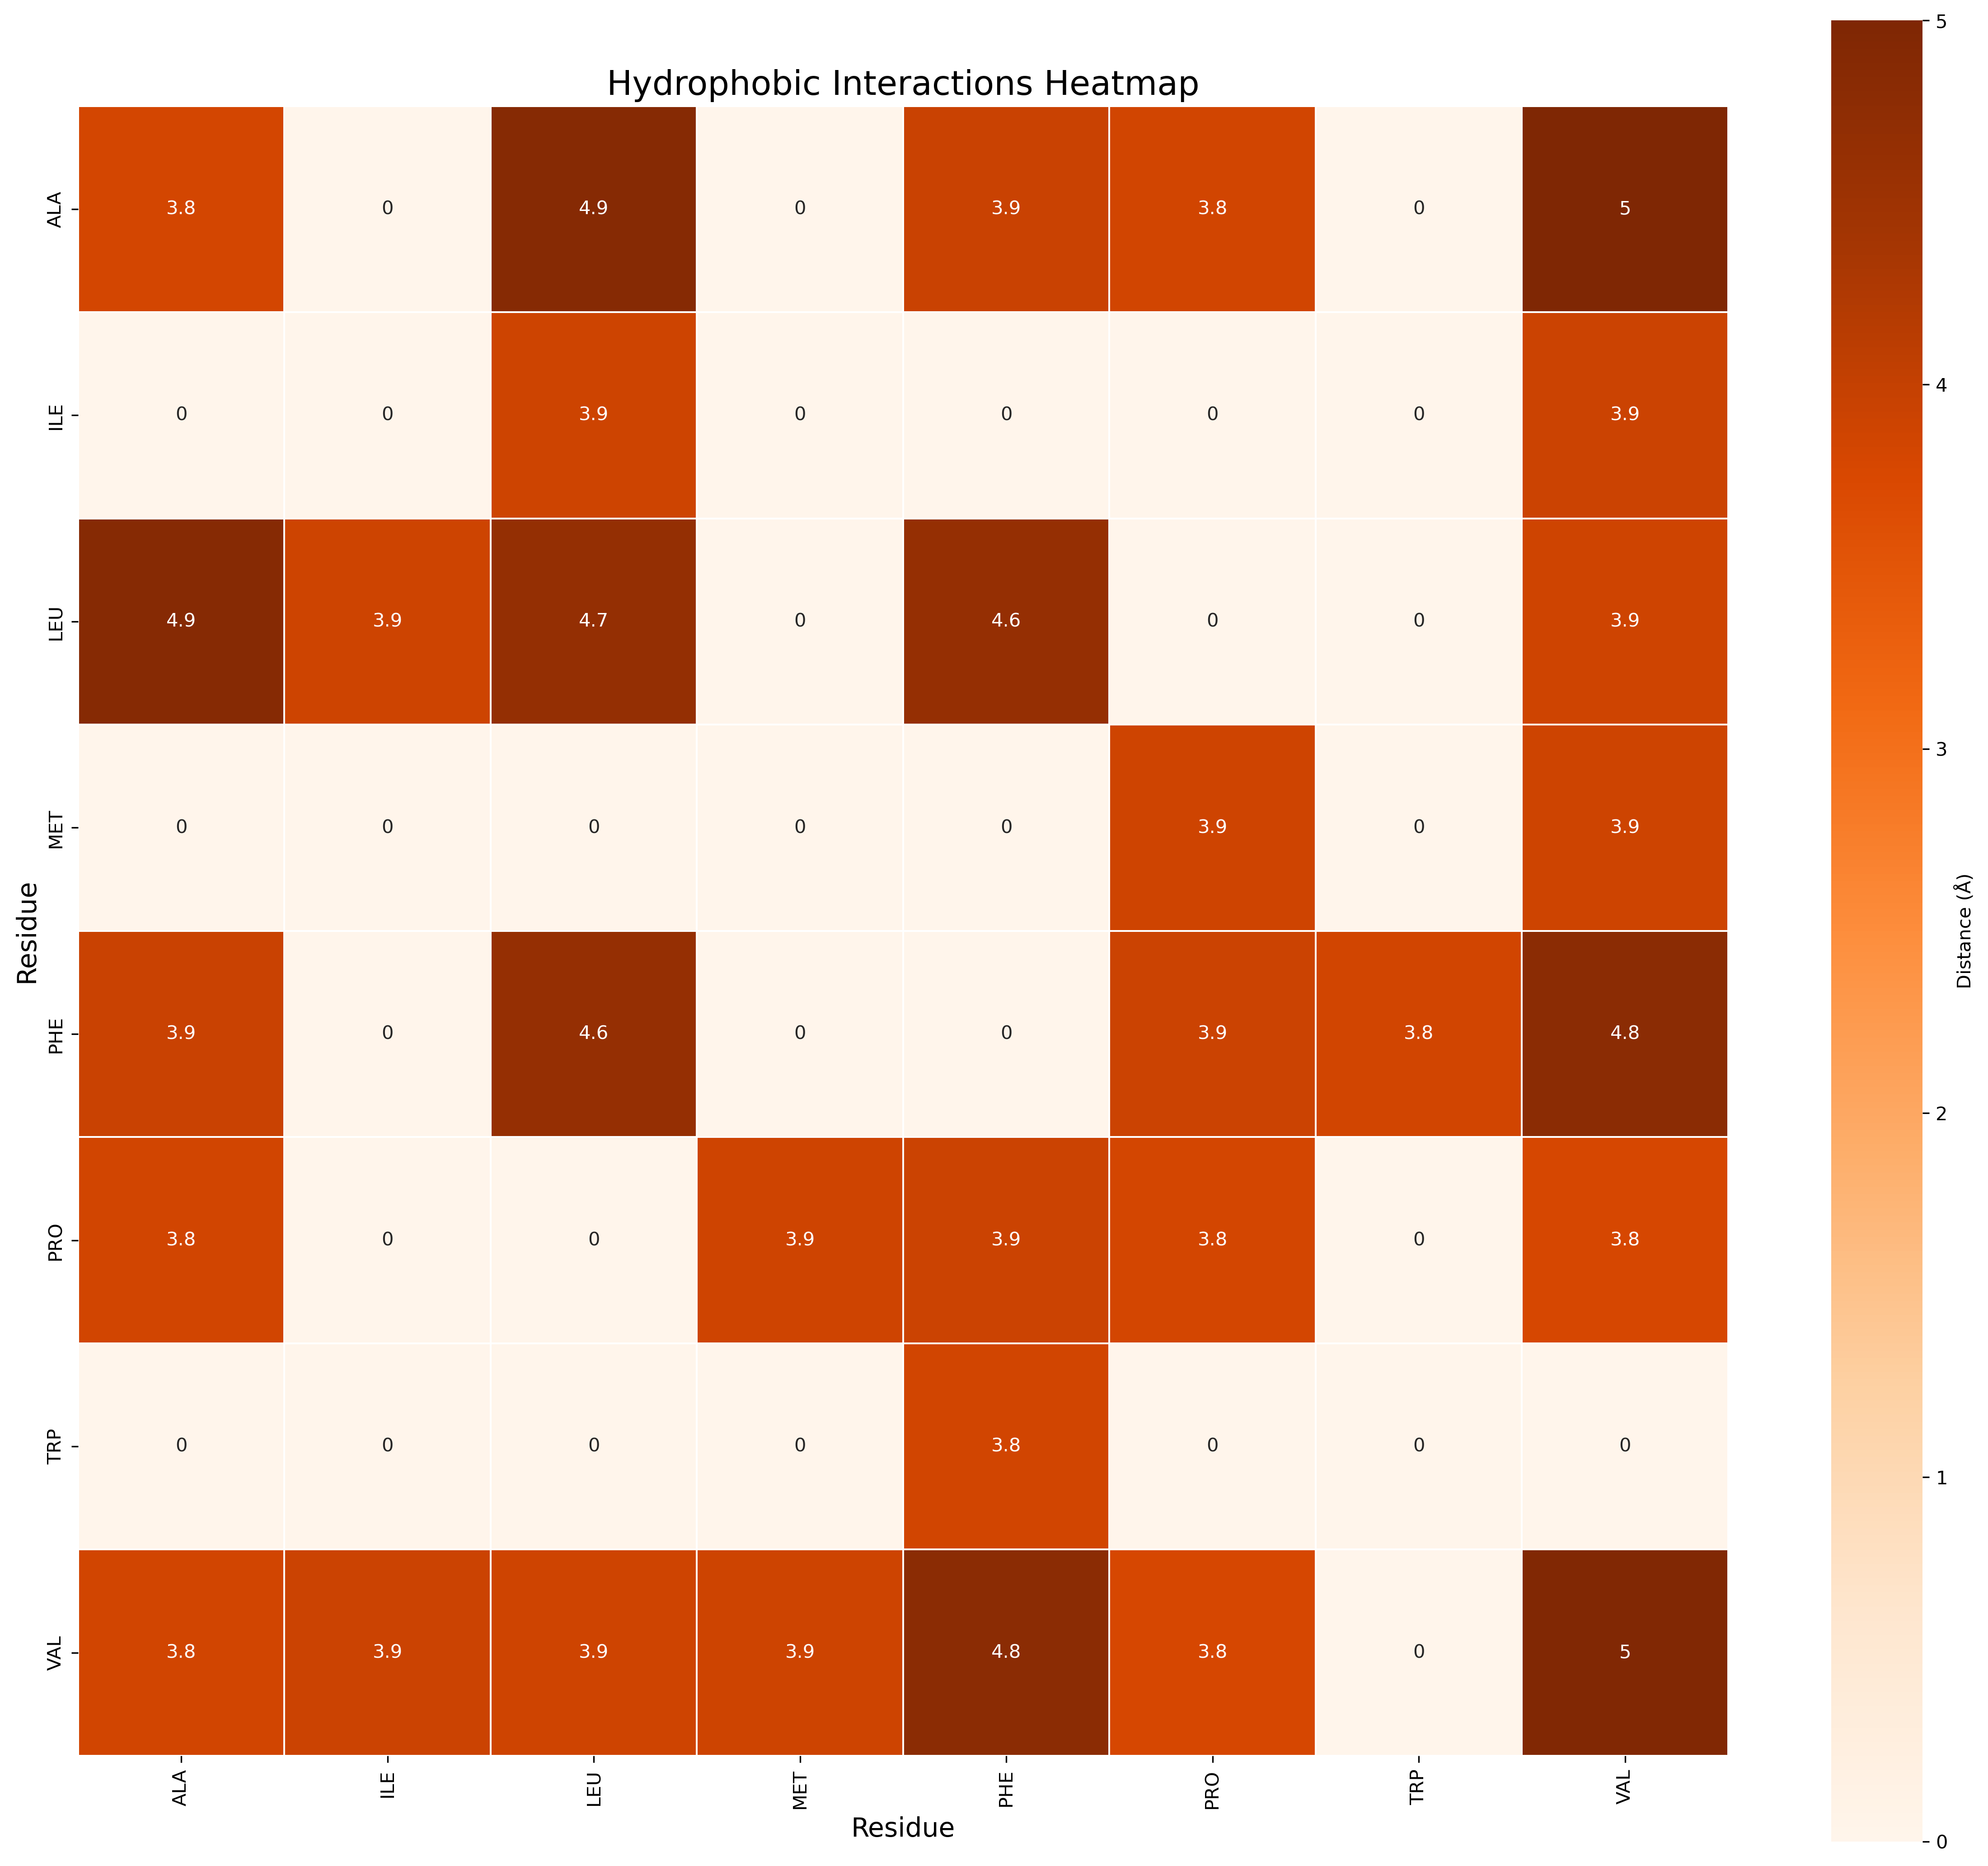 Hydrophobic Interactions Heatmap
ALA 3.8 0 4.9 0 3.9 3.8 0 5
ILE 0 0 3.9 0 0 0 0 3.9
LEU 4.9 3.9 4.7 0 4.6 0 0 3.9
MET 0 0 0 0 0 3.9 0 3.9
PHE 3.9 0 4.6 0 0 3.9 3.8 4.8
PRO 3.8 0 0 3.9 3.9 3.8 0 3.8
TRP 0 0 0 0 3.8 0 0 0
VAL 3.8 3.9 3.9 3.9 4.8 3.8 0 5
ALA ILE LEU MET PHE PRO TRP VAL
Residue
Residue
5
4
3
2
1
0
Distance (Å)